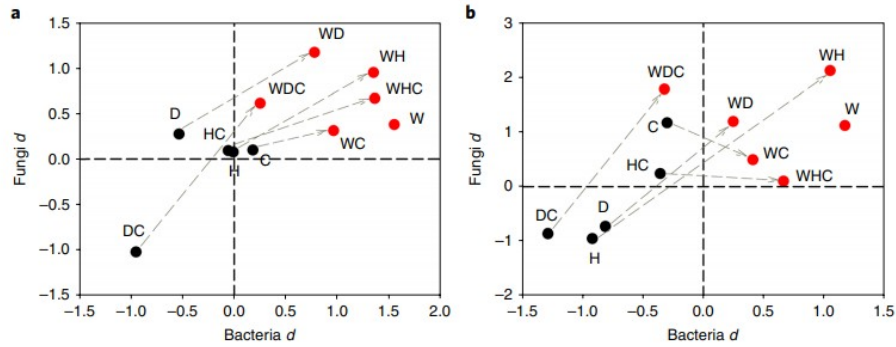 a
1.5
1.0
0.5
0.0
−0.5
−1.0
−1.5
Fungi d
WD
WH
WDC
WHC
D
HC
W
WC
H
C
DC
−1.5 −1.0 −0.5 0.0 0.5 1.0 1.5 2.0
Bacteria d
b
3
2
1
0
−1
−2
Fungi d
WH
WDC
WD
W
C
WC
HC
WHC
DC
D
H
−1.5 −1.0 −0.5 0.0 0.5 1.0 1.5
Bacteria d